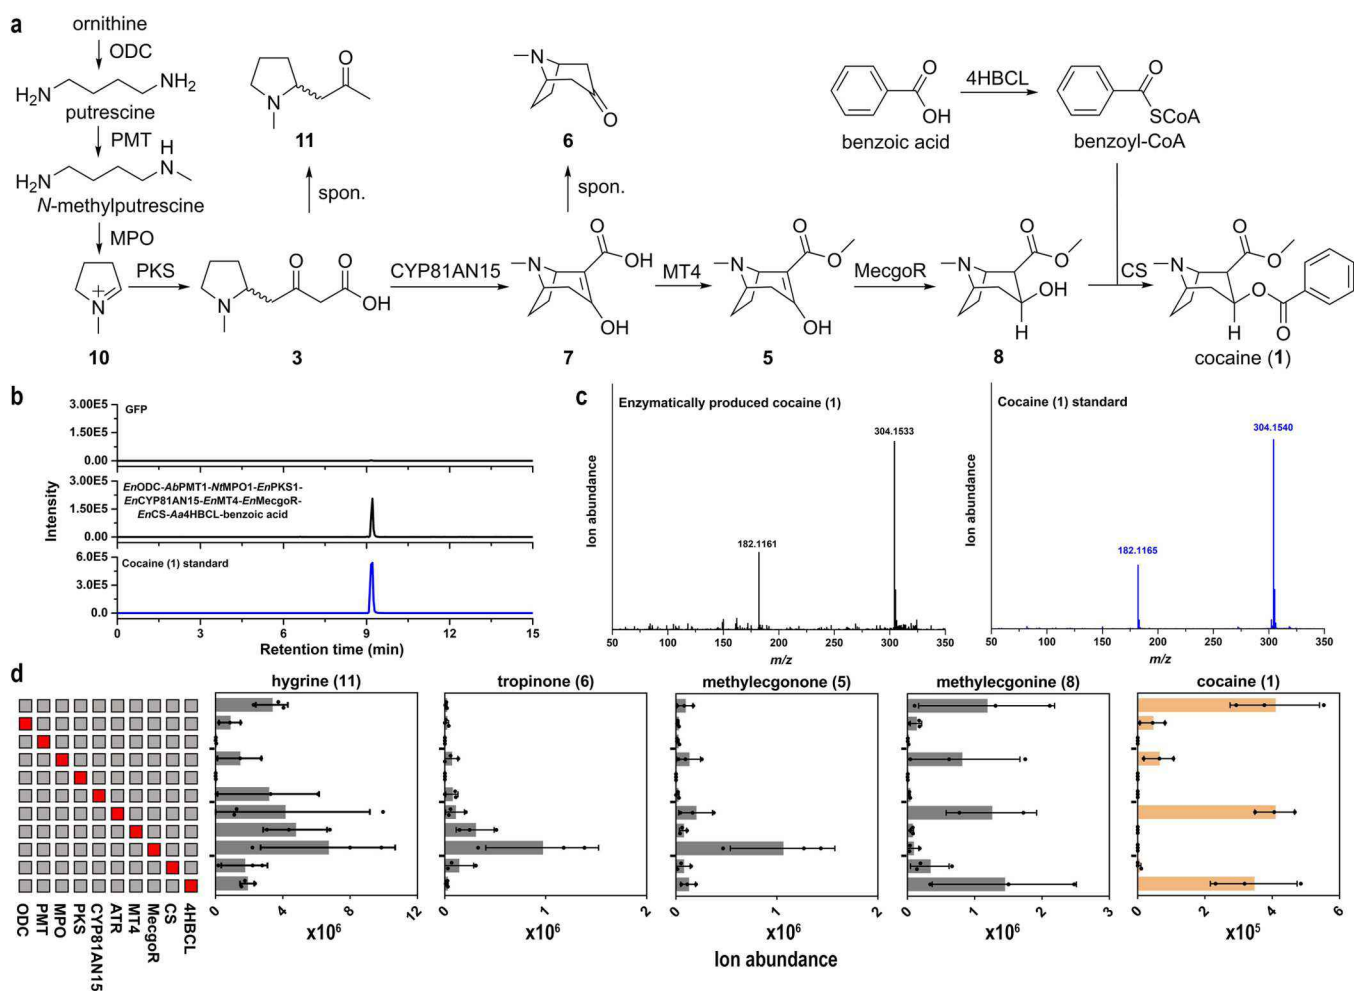 a
ornithine
ODC
H₂N NH₂
putrescine
PMT
H₂N H N
N-methylputrescine
MPO
N +
10
PKS
N O O OH
3
spon.
N O
11
CYP81AN15
N O OH OH
7
spon.
N O
6
MT4
N O O OH
5
MecgoR
N O O OH H
8
O OH
benzoic acid
4HBCL
O SCoA
benzoyl-CoA
CS
N O O O O H
cocaine (1)
b
Intensity
3.00E5
0.00
GFP
3.00E5
1.50E5
0.00
EnODC-AbPMT1-NtMPO1-EnPKS1-
EnCYP81AN15-EnMT4-EnMecgoR-
EnCS-Aa4HBCL-benzoic acid
6.0E5
3.0E5
0.0
Cocaine (1) standard
0 3 6 9 12 15
Retention time (min)
c
Ion abundance
Enzymatically produced cocaine (1)
304.1533
182.1161
50 100 150 200 250 300 350
m/z
Ion abundance
Cocaine (1) standard
304.1540
182.1165
50 100 150 200 250 300 350
m/z
d
ODC
PMT
MPO
PKS
CYP81AN15
ATR
MT4
MecgoR
CS
4HBCL
hygrine (11)
0 4 8 12
x10⁶
tropinone (6)
0 1 2
x10⁶
methylecgonone (5)
0 1 2
x10⁶
methylecgonine (8)
0 1 2 3
x10⁶
cocaine (1)
0 2 4 6
x10⁵
Ion abundance